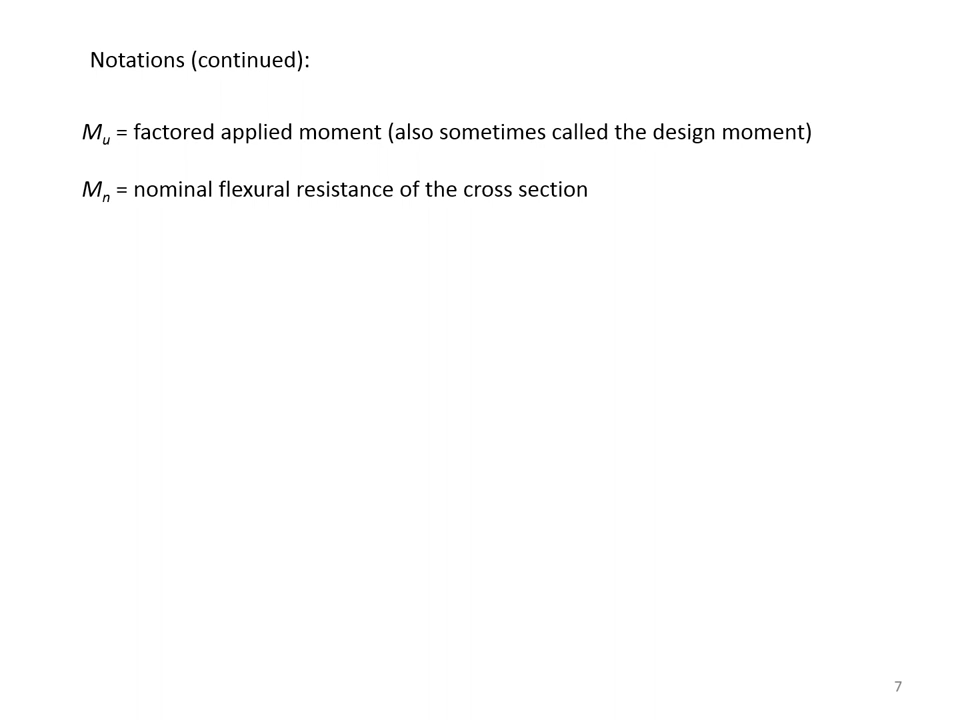 Notations (continued):
Mu = factored applied moment (also sometimes called the design moment)
Mn = nominal flexural resistance of the cross section
7